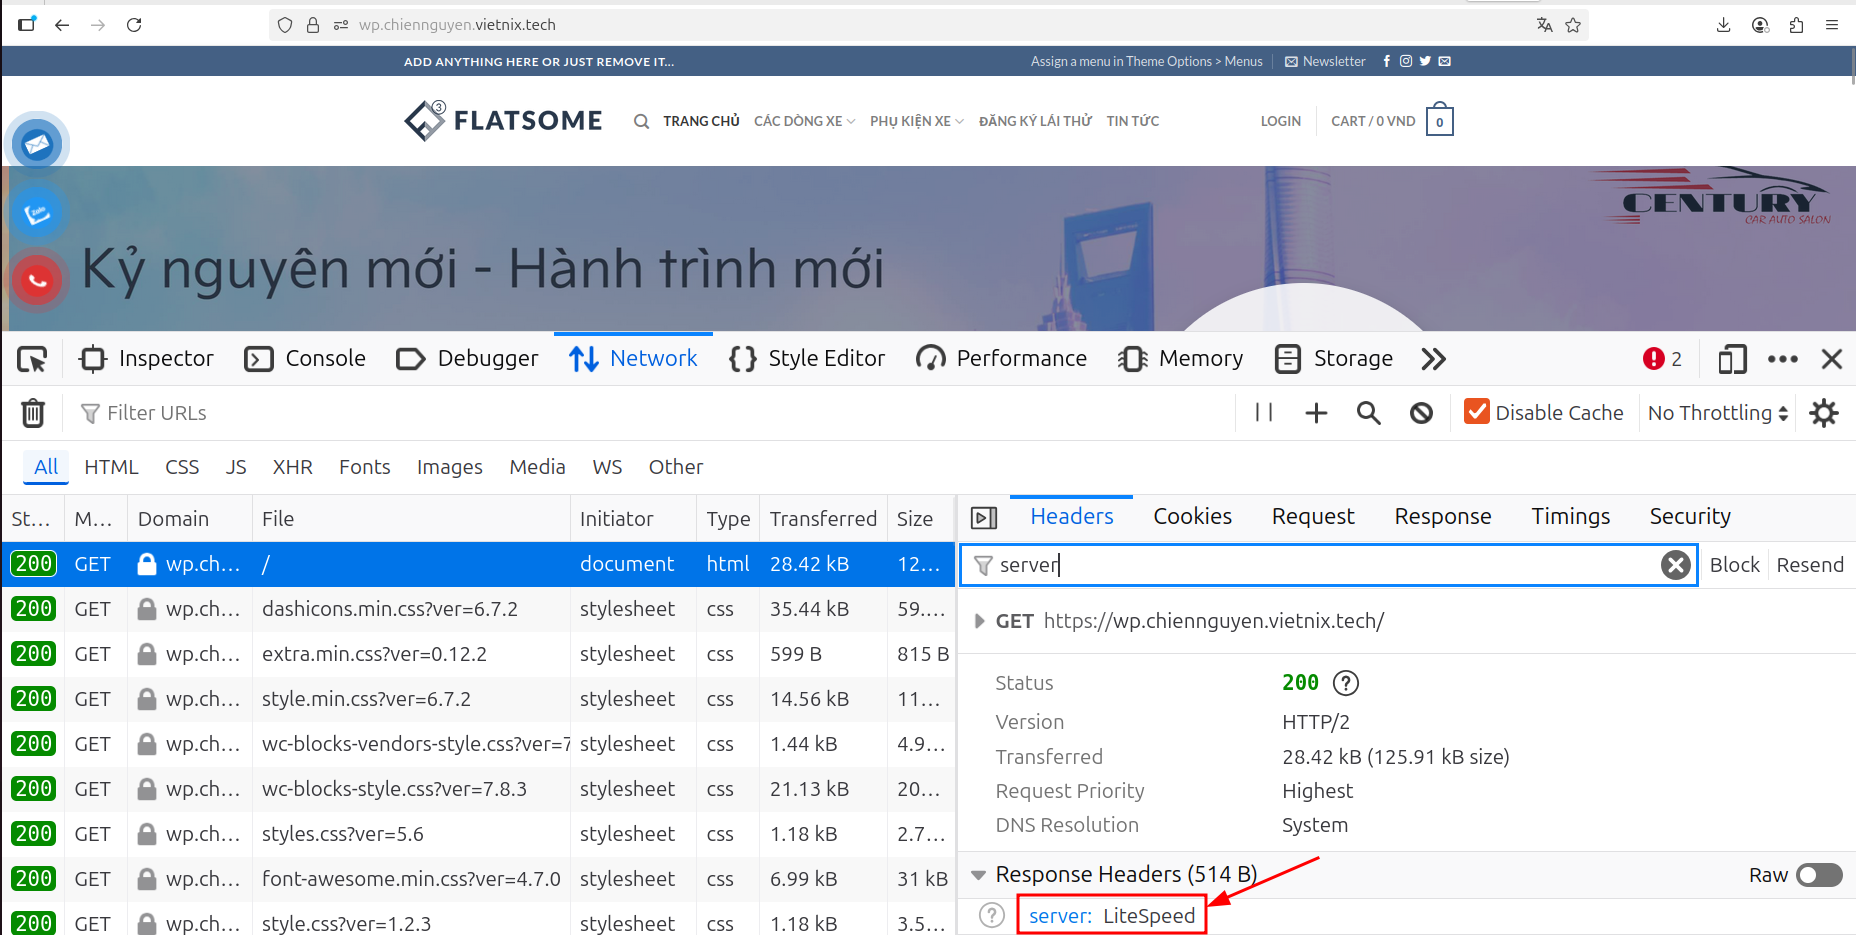 wp.chiennguyen.vietnix.tech
ADD ANYTHING HERE OR JUST REMOVE IT...
Assign a menu in Theme Options > Menus
Newsletter
3
FLATSOME
TRANG CHỦ
CÁC DÒNG XE
PHỤ KIỆN XE
ĐĂNG KÝ LÁI THỬ
TIN TỨC
LOGIN
CART / 0 VND
0
Zalo
CENTURY
CAR AUTO SALON
Kỷ nguyên mới - Hành trình mới
Inspector
Console
Debugger
Network
Style Editor
Performance
Memory
Storage
2
Filter URLs
Disable Cache
No Throttling
All HTML CSS JS XHR Fonts Images Media WS Other
St... M... Domain File Initiator Type Transferred Size
200 GET wp.ch... / document html 28.42 kB 12...
200 GET wp.ch... dashicons.min.css?ver=6.7.2 stylesheet css 35.44 kB 59....
200 GET wp.ch... extra.min.css?ver=0.12.2 stylesheet css 599 B 815 B
200 GET wp.ch... style.min.css?ver=6.7.2 stylesheet css 14.56 kB 11...
200 GET wp.ch... wc-blocks-vendors-style.css?ver=7 stylesheet css 1.44 kB 4.9...
200 GET wp.ch... wc-blocks-style.css?ver=7.8.3 stylesheet css 21.13 kB 20...
200 GET wp.ch... styles.css?ver=5.6 stylesheet css 1.18 kB 2.7...
200 GET wp.ch... font-awesome.min.css?ver=4.7.0 stylesheet css 6.99 kB 31 kB
200 GET wp.ch... style.css?ver=1.2.3 stylesheet css 1.18 kB 3.5...
Headers Cookies Request Response Timings Security
server
Block
Resend
GET https://wp.chiennguyen.vietnix.tech/
Status 200
Version HTTP/2
Transferred 28.42 kB (125.91 kB size)
Request Priority Highest
DNS Resolution System
Response Headers (514 B)
Raw
server: LiteSpeed